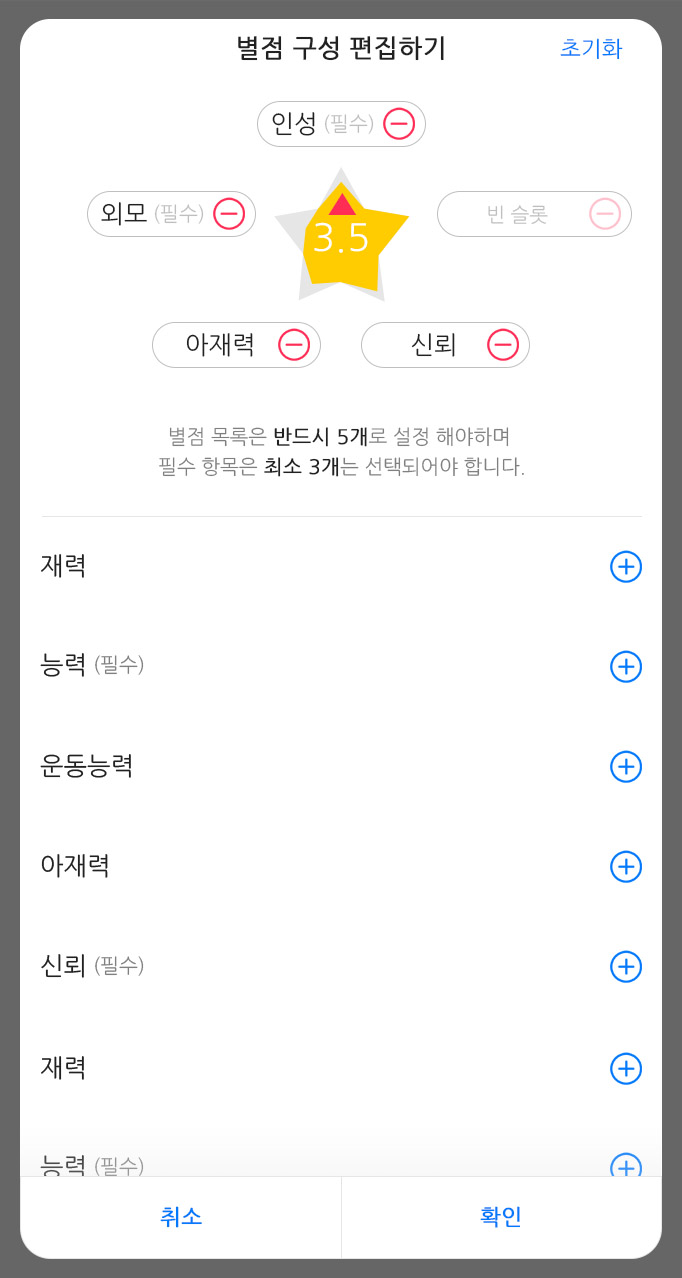 별점 구성 편집하기
초기화
인성 (필수)
외모 (필수)
3.5
빈 슬롯
아재력
신뢰
별점 목록은 반드시 5개로 설정 해야하며
필수 항목은 최소 3개는 선택되어야 합니다.
재력
능력 (필수)
운동능력
아재력
신뢰 (필수)
재력
능력 (필수)
취소
확인